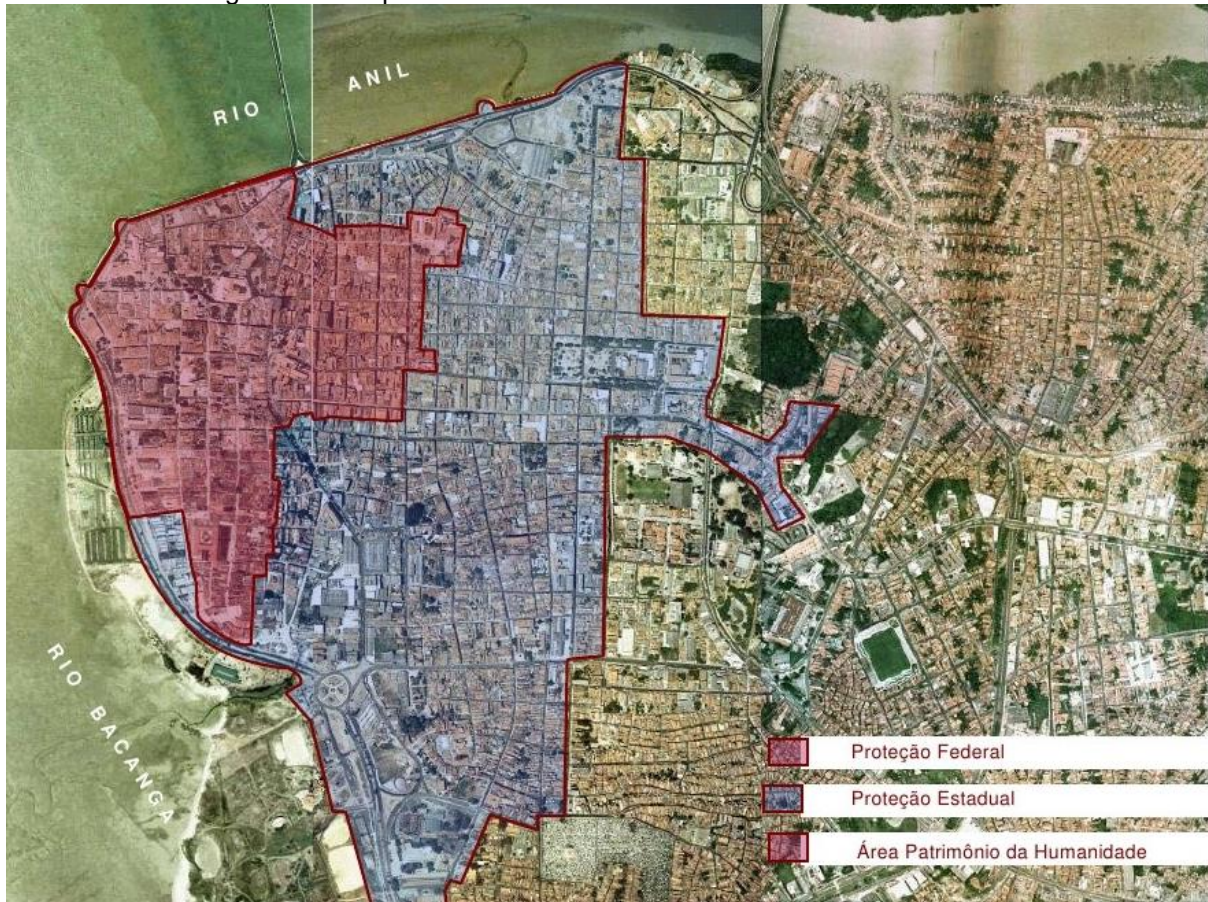 RIO ANIL
RIO BACANGA
Proteção Federal
Proteção Estadual
Área Patrimônio da Humanidade